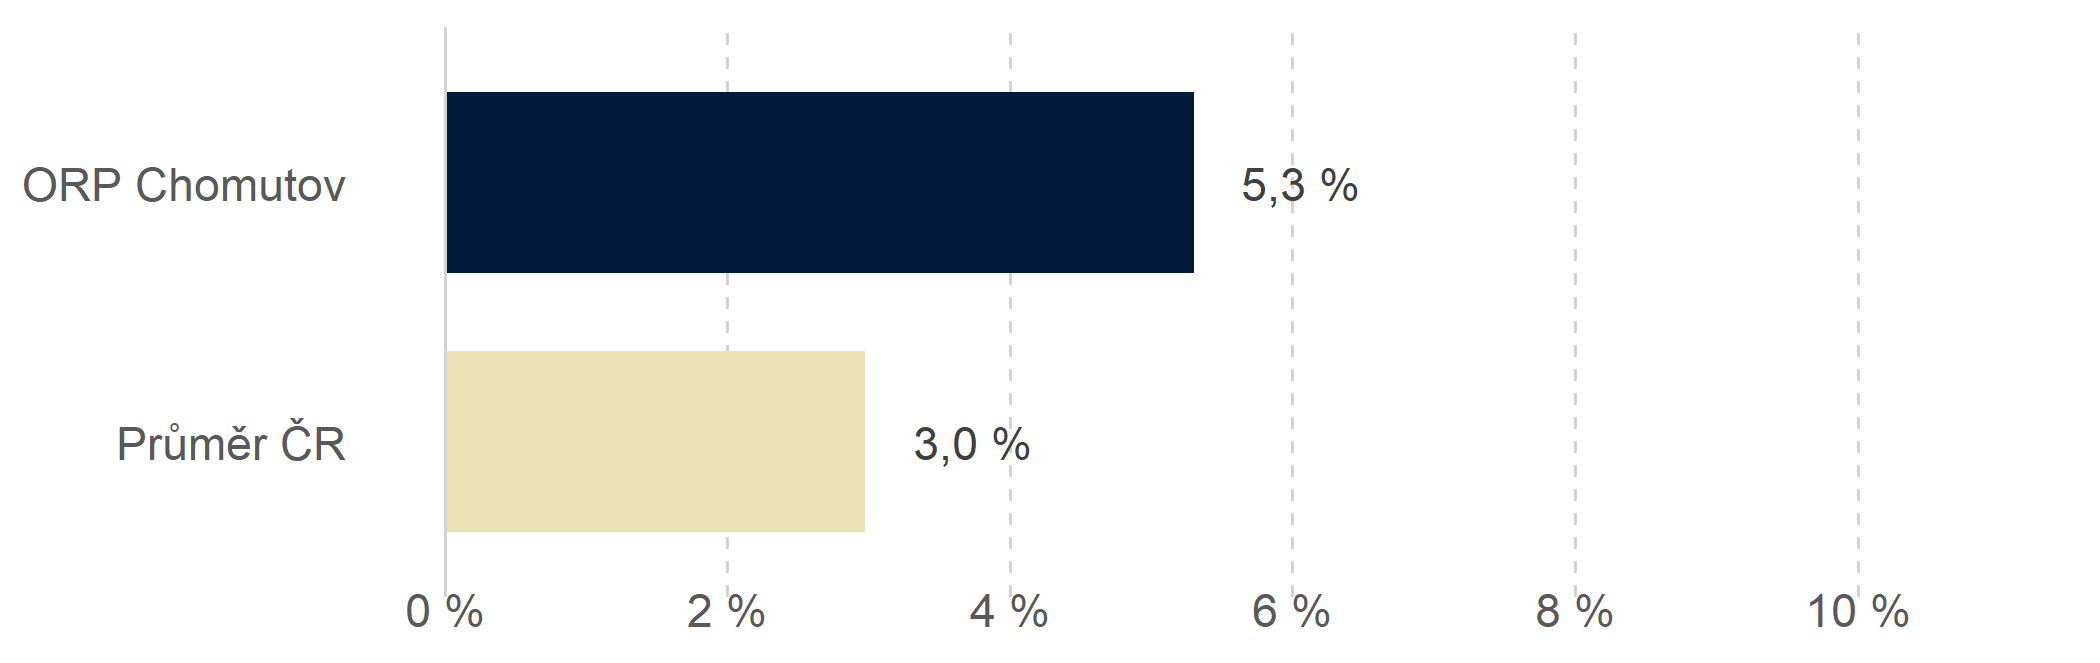 ORP Chomutov
5,3 %
Průměr ČR
3,0 %
0 % 2 % 4 % 6 % 8 % 10 %